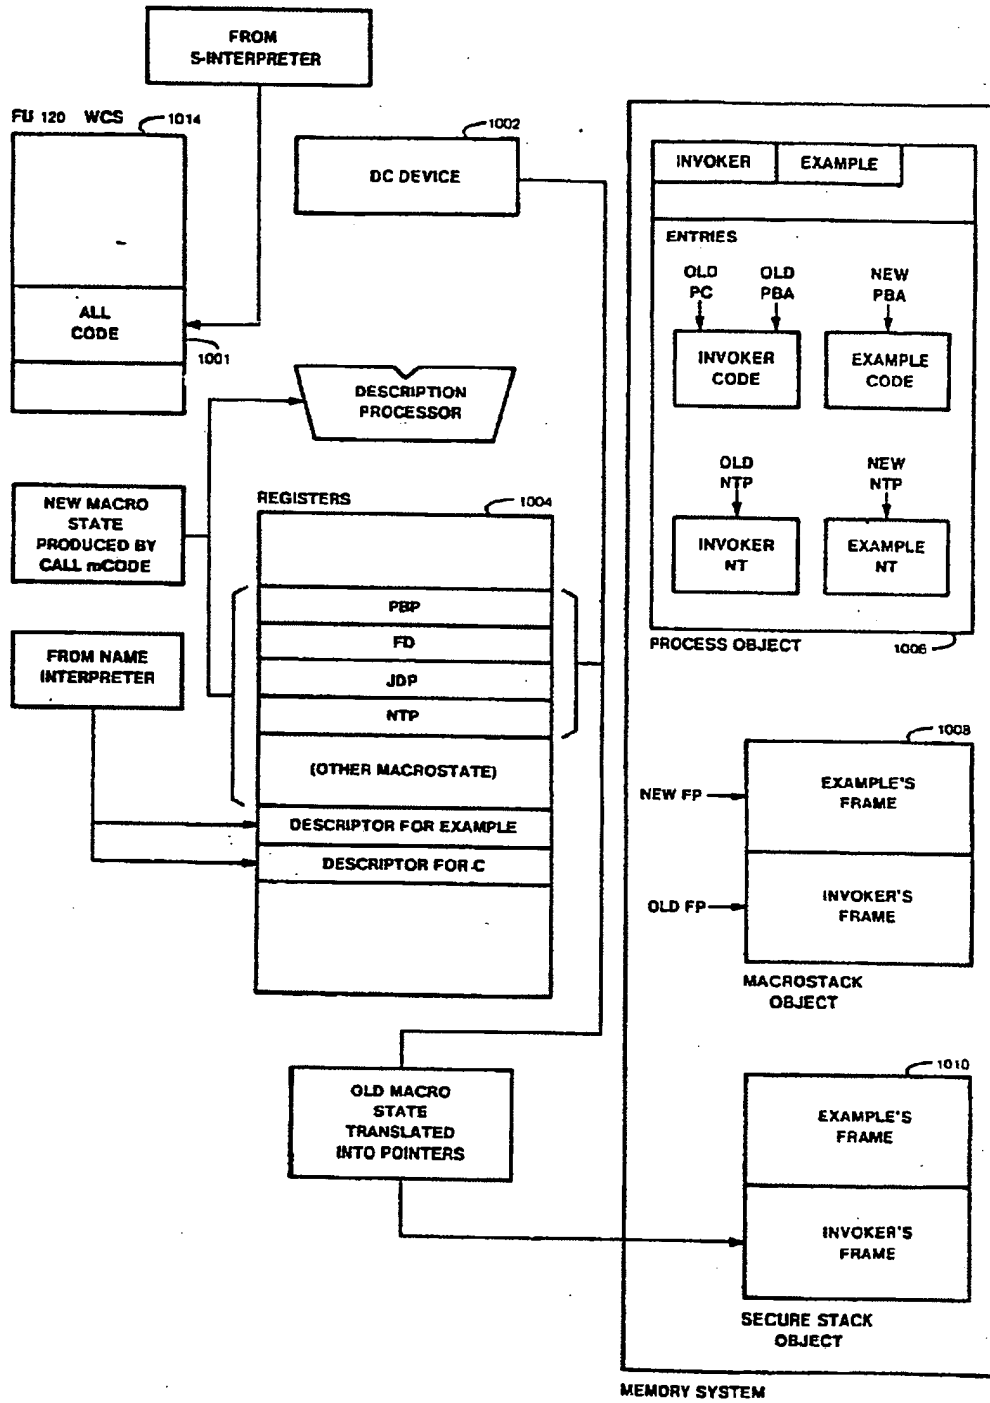 FROM
S-INTERPRETER
FU 120 WCS
1014
ALL
CODE
1001
1002
DC DEVICE
DESCRIPTION
PROCESSOR
NEW MACRO
STATE
PRODUCED BY
CALL mCODE
FROM NAME
INTERPRETER
REGISTERS
1004
PBP
FD
JDP
NTP
(OTHER MACROSTATE)
DESCRIPTOR FOR EXAMPLE
DESCRIPTOR FOR C
OLD MACRO
STATE
TRANSLATED
INTO POINTERS
INVOKER
EXAMPLE
ENTRIES
OLD
PC
OLD
PBA
NEW
PBA
INVOKER
CODE
EXAMPLE
CODE
OLD
NTP
NEW
NTP
INVOKER
NT
EXAMPLE
NT
PROCESS OBJECT
1006
1008
NEW FP
EXAMPLE'S
FRAME
OLD FP
INVOKER'S
FRAME
MACROSTACK
OBJECT
1010
EXAMPLE'S
FRAME
INVOKER'S
FRAME
SECURE STACK
OBJECT
MEMORY SYSTEM